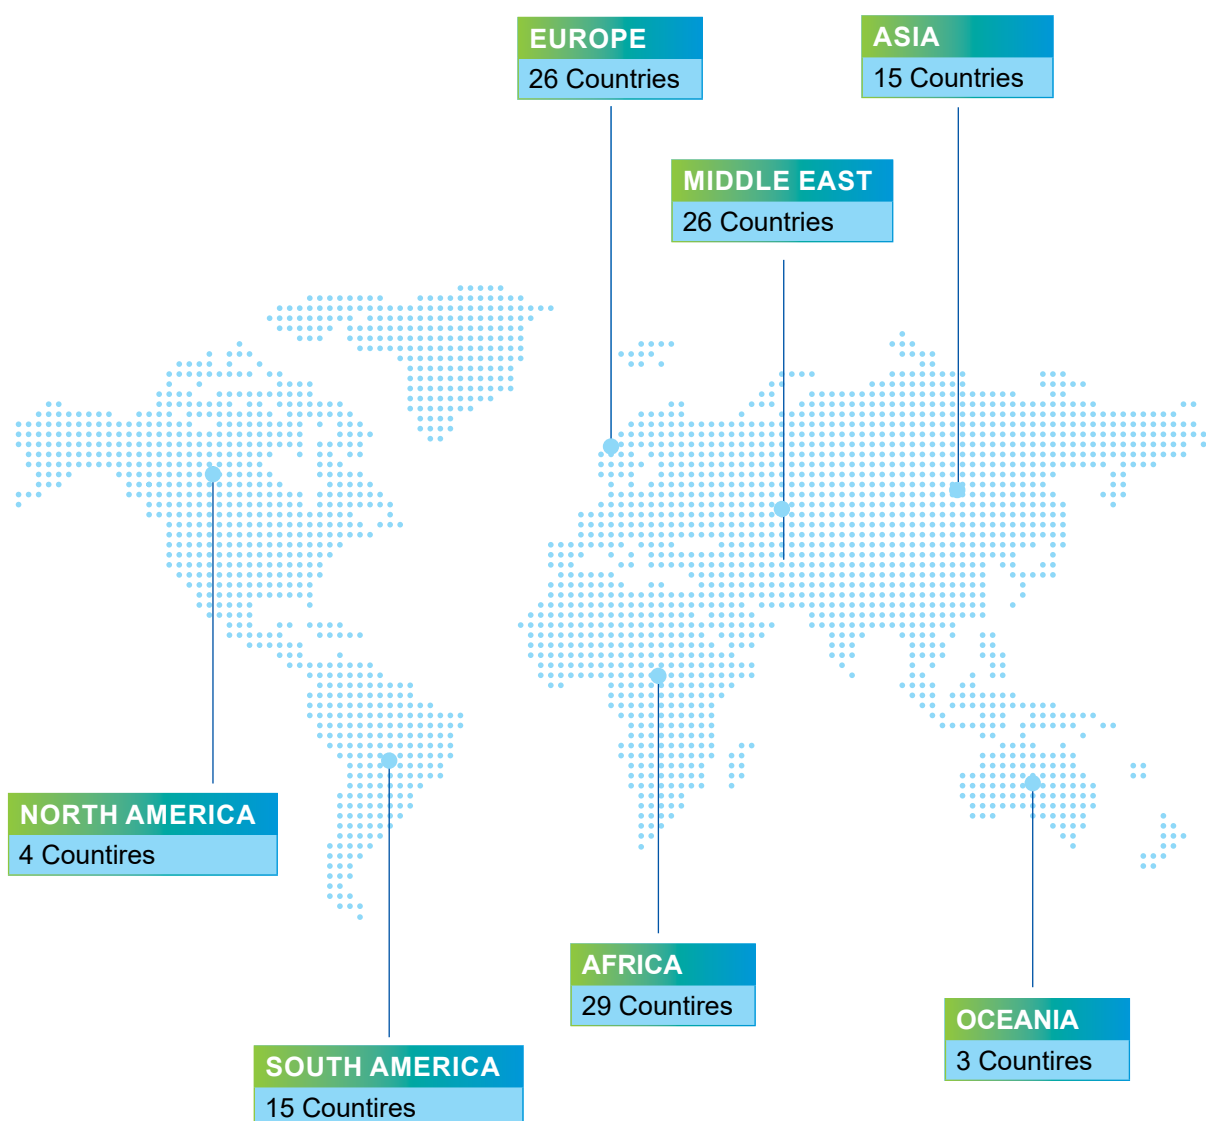 EUROPE
26 Countries
ASIA
15 Countries
MIDDLE EAST
26 Countries
NORTH AMERICA
4 Countires
AFRICA
29 Countires
OCEANIA
3 Countires
SOUTH AMERICA
15 Countires